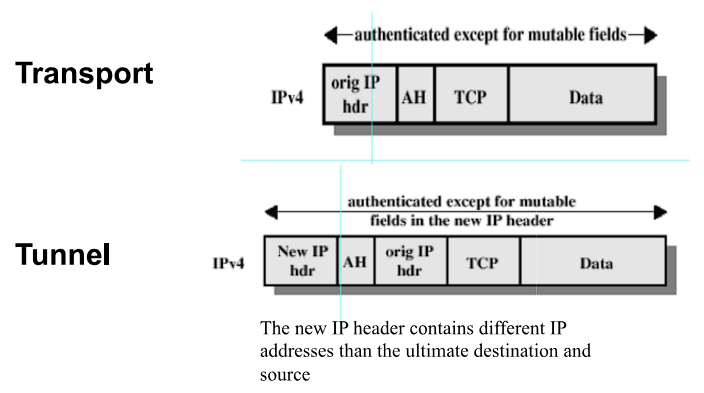 authenticated except for mutable fields
Transport
IPv4
orig IP
hdr
AH
TCP
Data
authenticated except for mutable
fields in the new IP header
Tunnel
IPv4
New IP
hdr
AH
orig IP
hdr
TCP
Data
The new IP header contains different IP
addresses than the ultimate destination and
source